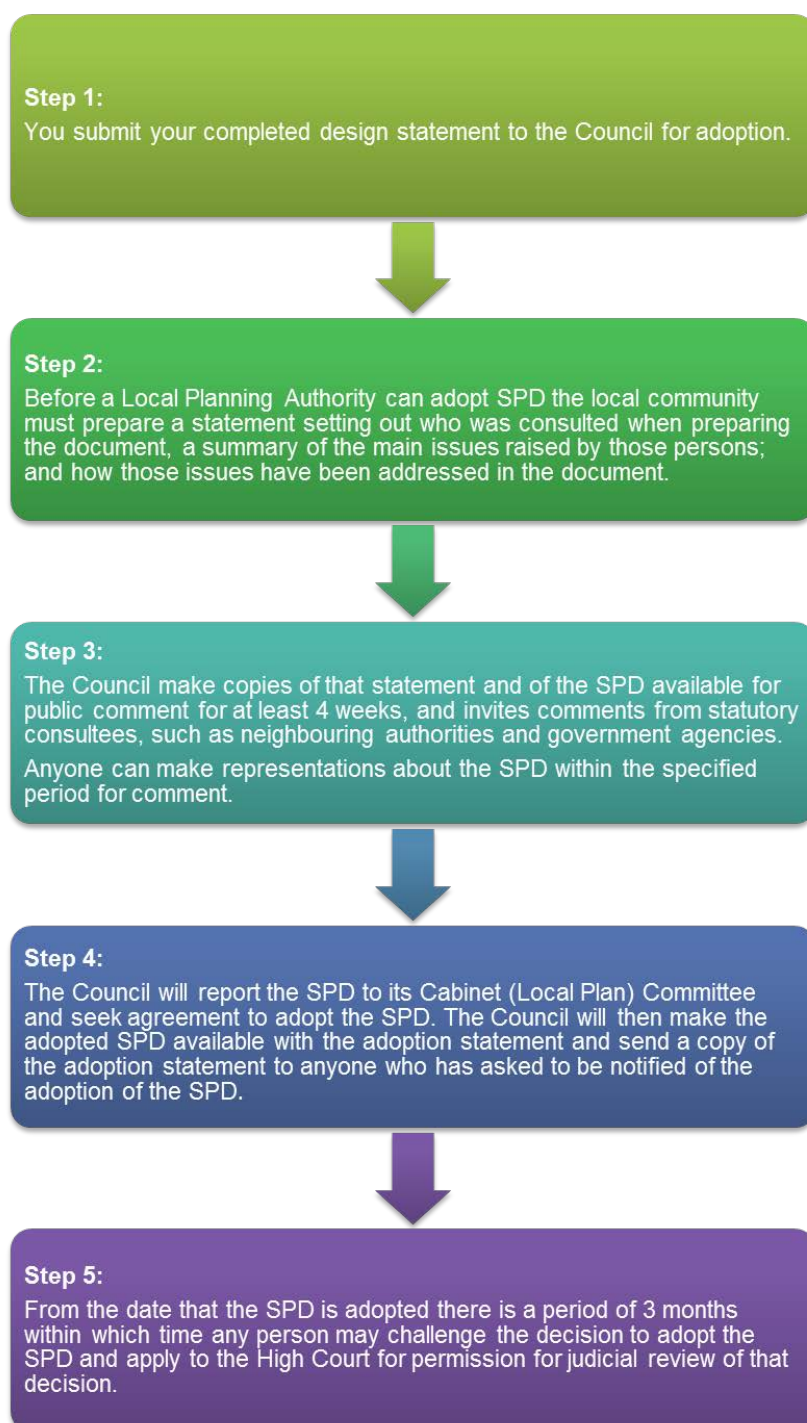 Step 1:
You submit your completed design statement to the Council for adoption.
Step 2:
Before a Local Planning Authority can adopt SPD the local community
must prepare a statement setting out who was consulted when preparing
the document, a summary of the main issues raised by those persons;
and how those issues have been addressed in the document.
Step 3:
The Council make copies of that statement and of the SPD available for
public comment for at least 4 weeks, and invites comments from statutory
consultees, such as neighbouring authorities and government agencies.
Anyone can make representations about the SPD within the specified
period for comment.
Step 4:
The Council will report the SPD to its Cabinet (Local Plan) Committee
and seek agreement to adopt the SPD. The Council will then make the
adopted SPD available with the adoption statement and send a copy of
the adoption statement to anyone who has asked to be notified of the
adoption of the SPD.
Step 5:
From the date that the SPD is adopted there is a period of 3 months
within which time any person may challenge the decision to adopt the
SPD and apply to the High Court for permission for judicial review of that
decision.